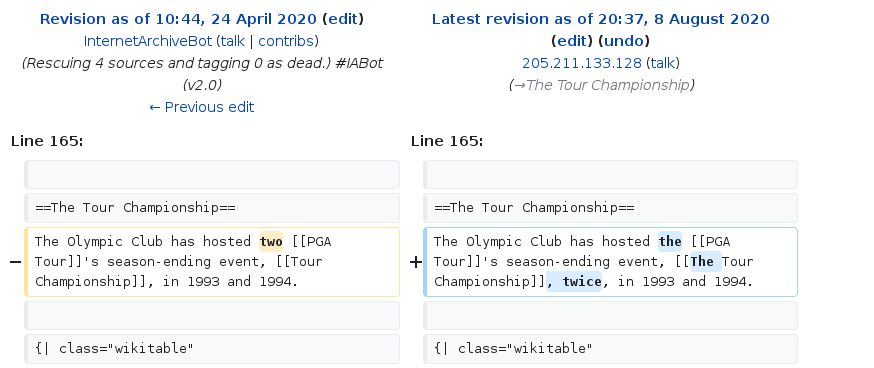 Revision as of 10:44, 24 April 2020 (edit)
InternetArchiveBot (talk | contribs)
(Rescuing 4 sources and tagging 0 as dead.) #IABot
(v2.0)
← Previous edit
Latest revision as of 20:37, 8 August 2020
(edit) (undo)
205.211.133.128 (talk)
(→The Tour Championship)
Line 165:
Line 165:
==The Tour Championship==
==The Tour Championship==
− The Olympic Club has hosted two [[PGA
Tour]]'s season-ending event, [[Tour
Championship]], in 1993 and 1994.
+ The Olympic Club has hosted the [[PGA
Tour]]'s season-ending event, [[The Tour
Championship]], twice, in 1993 and 1994.
{| class="wikitable"
{| class="wikitable"